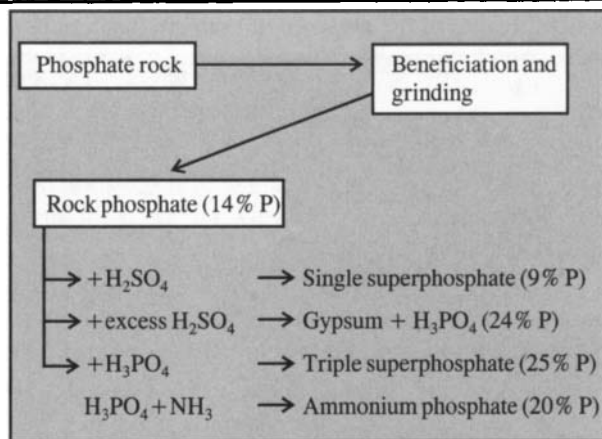 Phosphate rock
Beneficiation and
grinding
Rock phosphate (14% P)
+H₂SO₄ → Single superphosphate (9% P)
+excess H₂SO₄ → Gypsum + H₃PO₄ (24% P)
+H₃PO₄ → Triple superphosphate (25% P)
H₃PO₄+NH₃ → Ammonium phosphate (20% P)